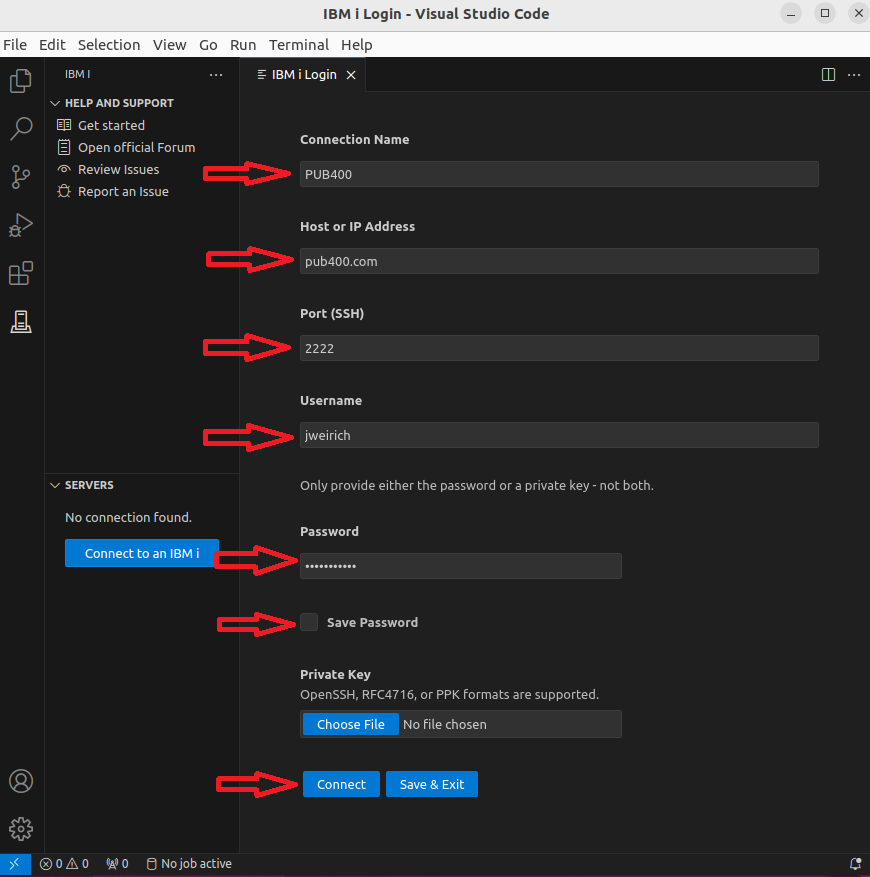 IBM i Login - Visual Studio Code
File Edit Selection View Go Run Terminal Help
IBM I
HELP AND SUPPORT
Get started
Open official Forum
Review Issues
Report an Issue
SERVERS
No connection found.
Connect to an IBM i
IBM i Login
Connection Name
PUB400
Host or IP Address
pub400.com
Port (SSH)
2222
Username
jweirich
Only provide either the password or a private key - not both.
Password
•••••••••••
Save Password
Private Key
OpenSSH, RFC4716, or PPK formats are supported.
Choose File No file chosen
Connect Save & Exit
0 0 0 No job active